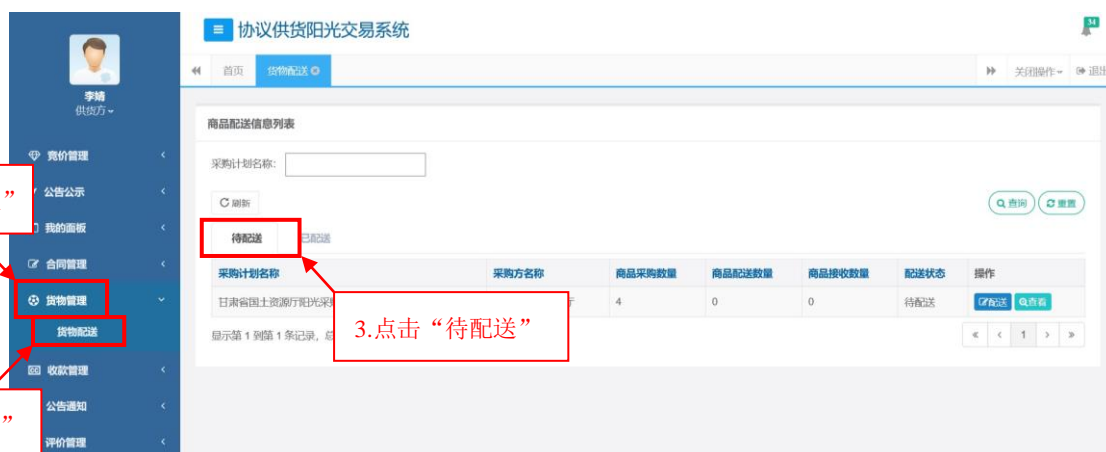 协议供货阳光交易系统
34
首页
货物配送
关闭操作
退出
李婧
供货方
商品配送信息列表
竞价管理
采购计划名称:
”
公告公示
刷新
查询
重置
我的面板
待配送
已配送
合同管理
采购计划名称
采购方名称
商品采购数量
商品配送数量
商品接收数量
配送状态
操作
货物管理
甘肃省国土资源厅阳光采
4
0
0
待配送
配送
查看
货物配送
显示第 1 到第 1 条记录，总
3.点击“待配送”
« ‹ 1 › »
收款管理
公告通知
”
评价管理